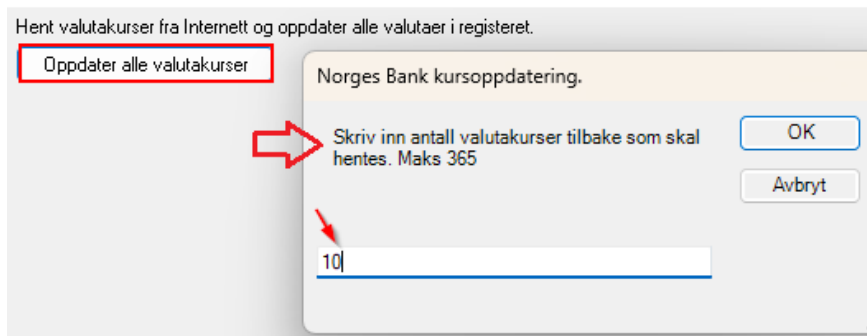 Hent valutakurser fra Internett og oppdater alle valutaer i registeret.
Oppdater alle valutakurser
Norges Bank kursoppdatering.
Skriv inn antall valutakurser tilbake som skal
hentes. Maks 365
OK
Avbryt
10